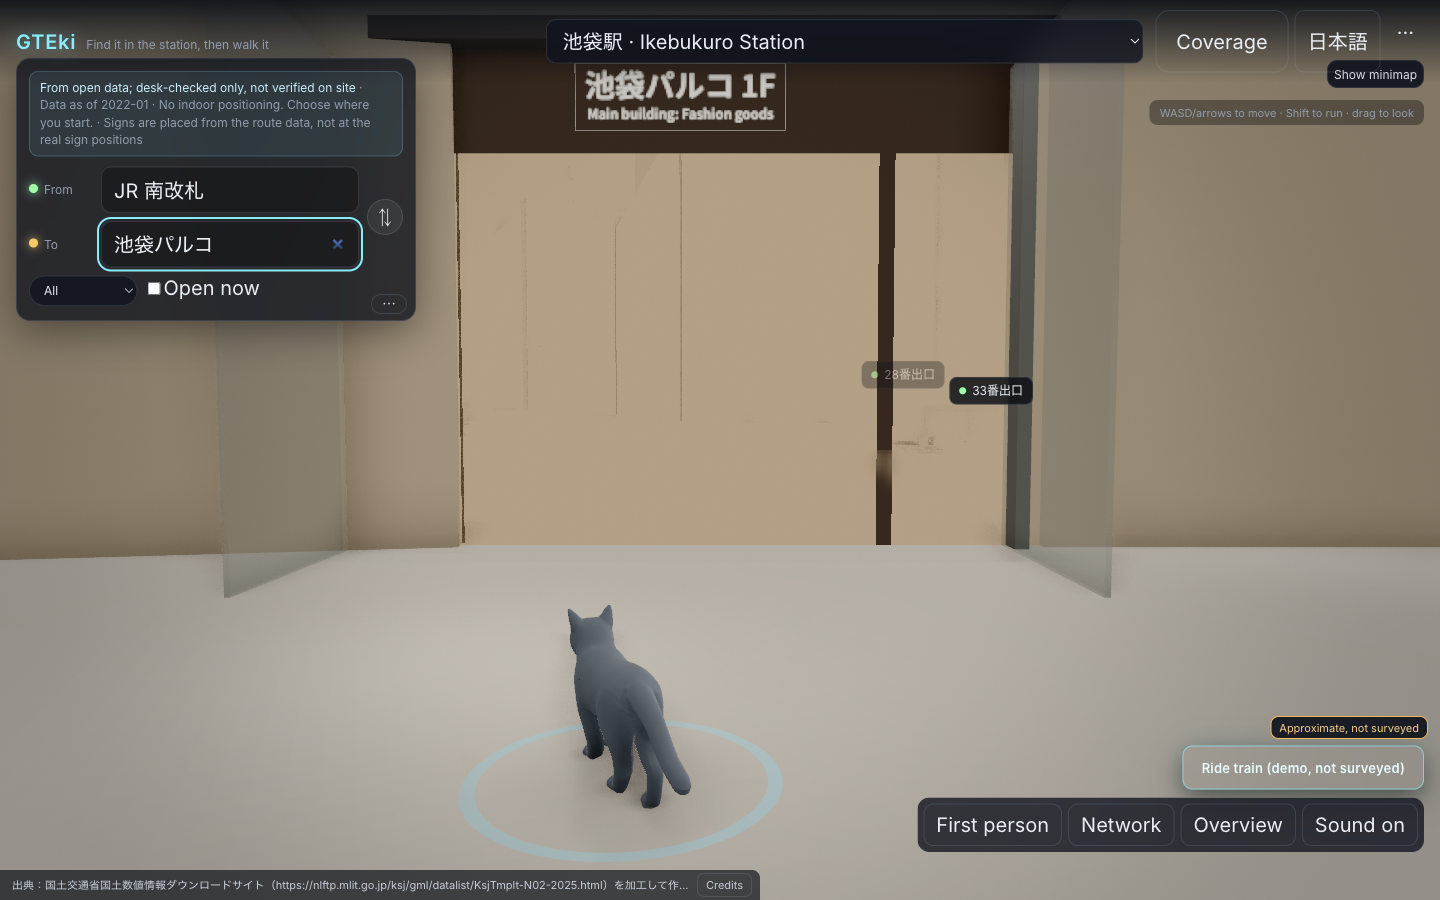 GTEki Find it in the station, then walk it
From open data; desk-checked only, not verified on site ·
Data as of 2022-01 · No indoor positioning. Choose where
you start. · Signs are placed from the route data, not at the
real sign positions
From JR 南改札
To 池袋パルコ ×
All Open now
···
池袋駅 · Ikebukuro Station
Coverage
日本語
···
Show minimap
WASD/arrows to move · Shift to run · drag to look
池袋パルコ 1F
Main building: Fashion goods
28番出口
33番出口
Approximate, not surveyed
Ride train (demo, not surveyed)
First person Network Overview Sound on
出典：国土交通省国土数値情報ダウンロードサイト（https://nlftp.mlit.go.jp/ksj/gml/datalist/KsjTmplt-N02-2025.html）を加工して作… Credits